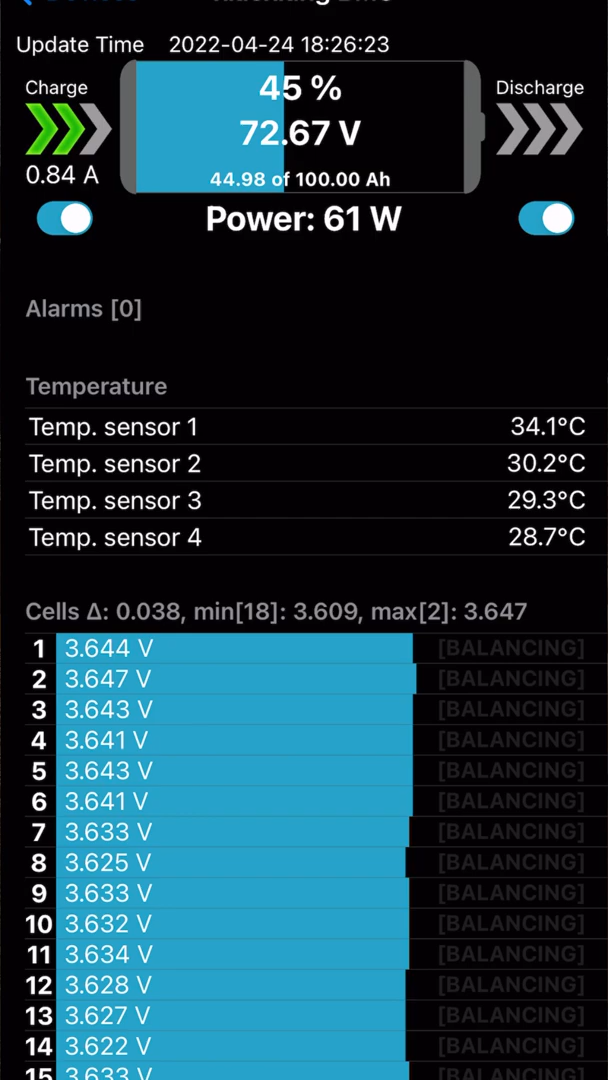 Update Time 2022-04-24 18:26:23
Charge 45 % Discharge
72.67 V
0.84 A 44.98 of 100.00 Ah
Power: 61 W
Alarms [0]
Temperature
Temp. sensor 1 34.1°C
Temp. sensor 2 30.2°C
Temp. sensor 3 29.3°C
Temp. sensor 4 28.7°C
Cells Δ: 0.038, min[18]: 3.609, max[2]: 3.647
1 3.644 V [BALANCING]
2 3.647 V [BALANCING]
3 3.643 V [BALANCING]
4 3.641 V [BALANCING]
5 3.643 V [BALANCING]
6 3.641 V [BALANCING]
7 3.633 V [BALANCING]
8 3.625 V [BALANCING]
9 3.633 V [BALANCING]
10 3.632 V [BALANCING]
11 3.634 V [BALANCING]
12 3.628 V [BALANCING]
13 3.627 V [BALANCING]
14 3.622 V [BALANCING]
15 3.633 V [BALANCING]